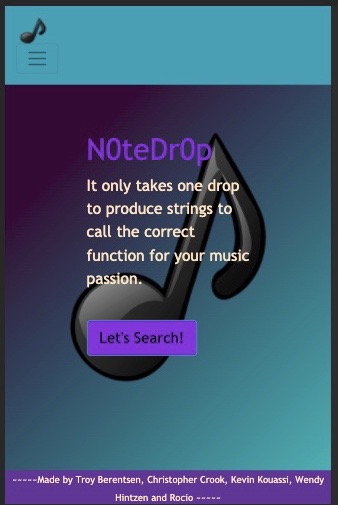 N0teDr0p
It only takes one drop
to produce strings to
call the correct
function for your music
passion.
Let's Search!
~~~~~Made by Troy Berentsen, Christopher Crook, Kevin Kouassi, Wendy
Hintzen and Rocio ~~~~~